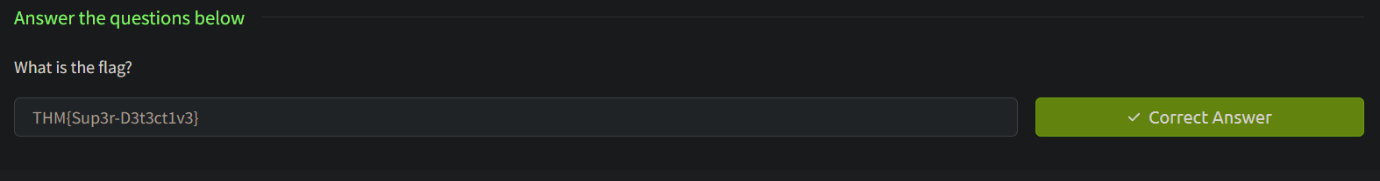 Answer the questions below
What is the flag?
THM{Sup3r-D3t3ct1v3}
✓ Correct Answer